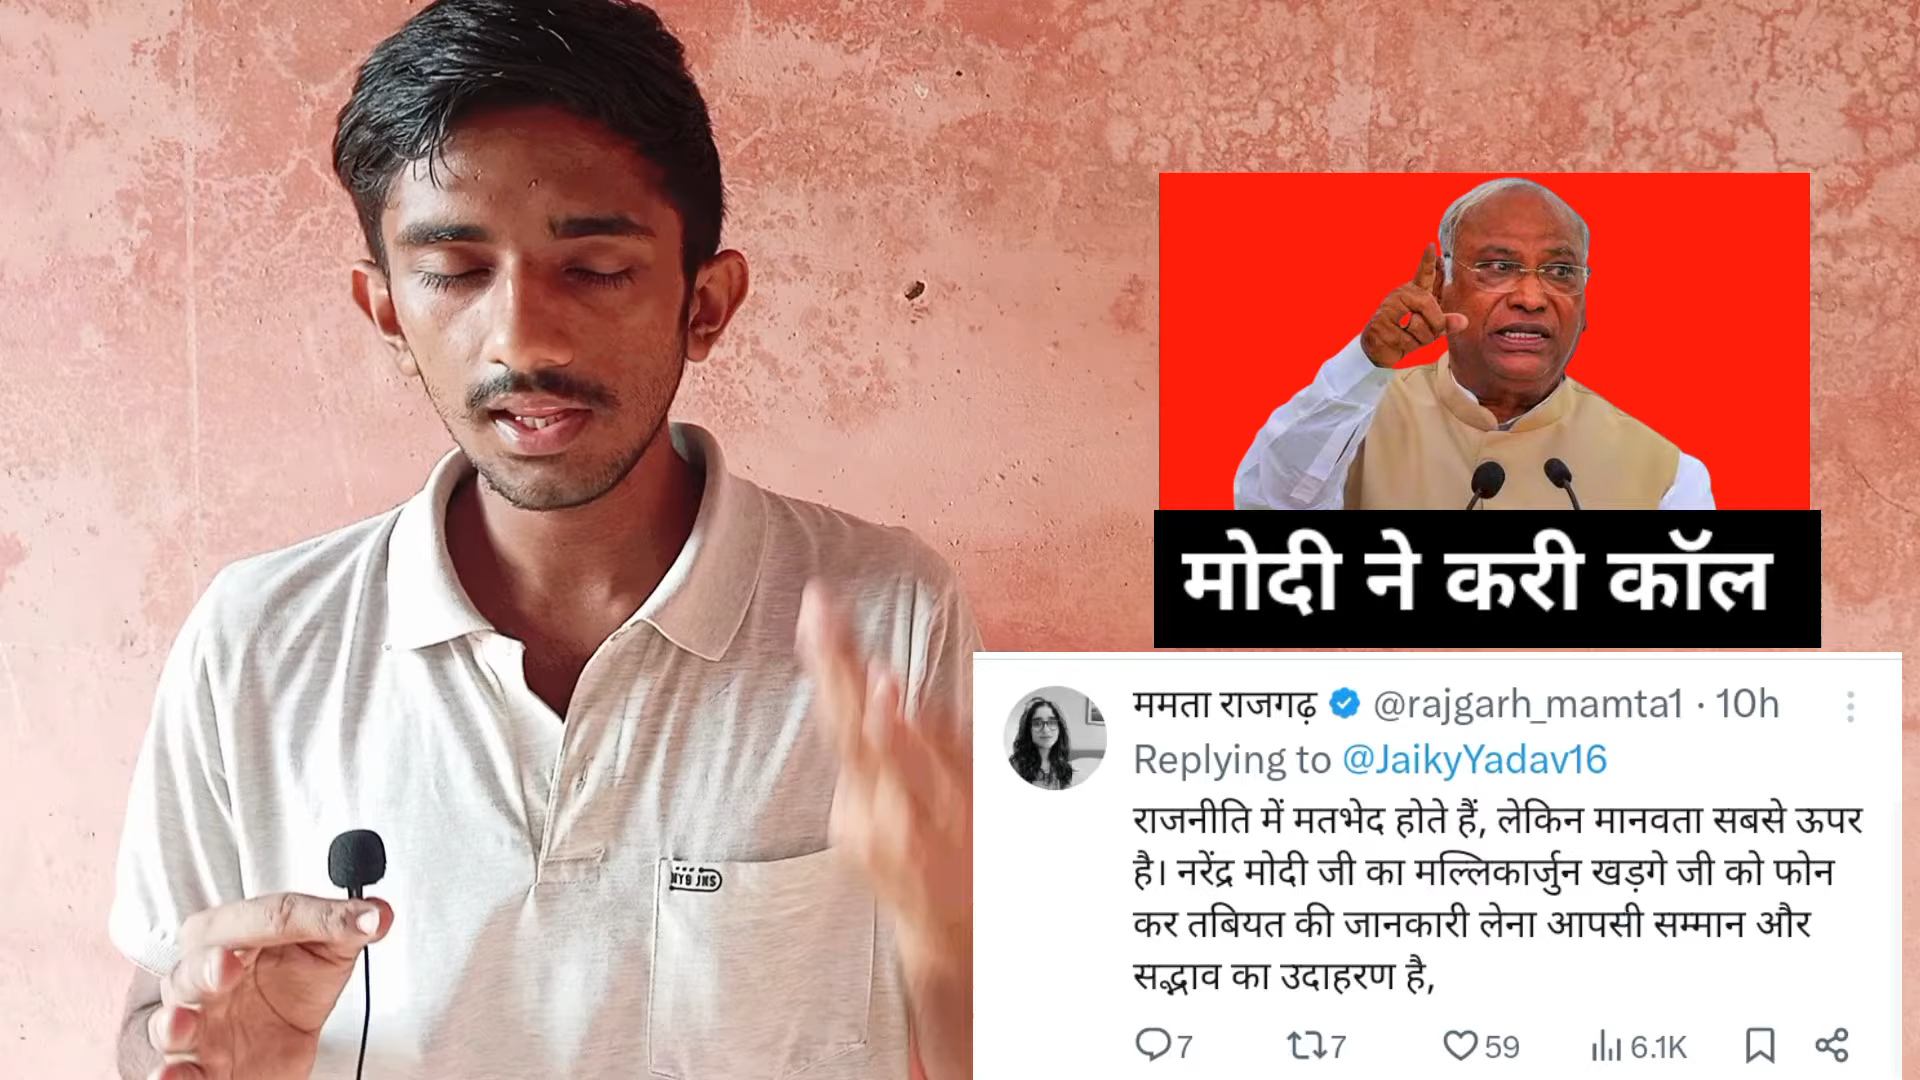 मोदी ने करी कॉल
ममता राजगढ़ @rajgarh_mamta1 · 10h
Replying to @JaikyYadav16
राजनीति में मतभेद होते हैं, लेकिन मानवता सबसे ऊपर
है। नरेंद्र मोदी जी का मल्लिकार्जुन खड़गे जी को फोन
कर तबियत की जानकारी लेना आपसी सम्मान और
सद्भाव का उदाहरण है,
7 7 59 6.1K